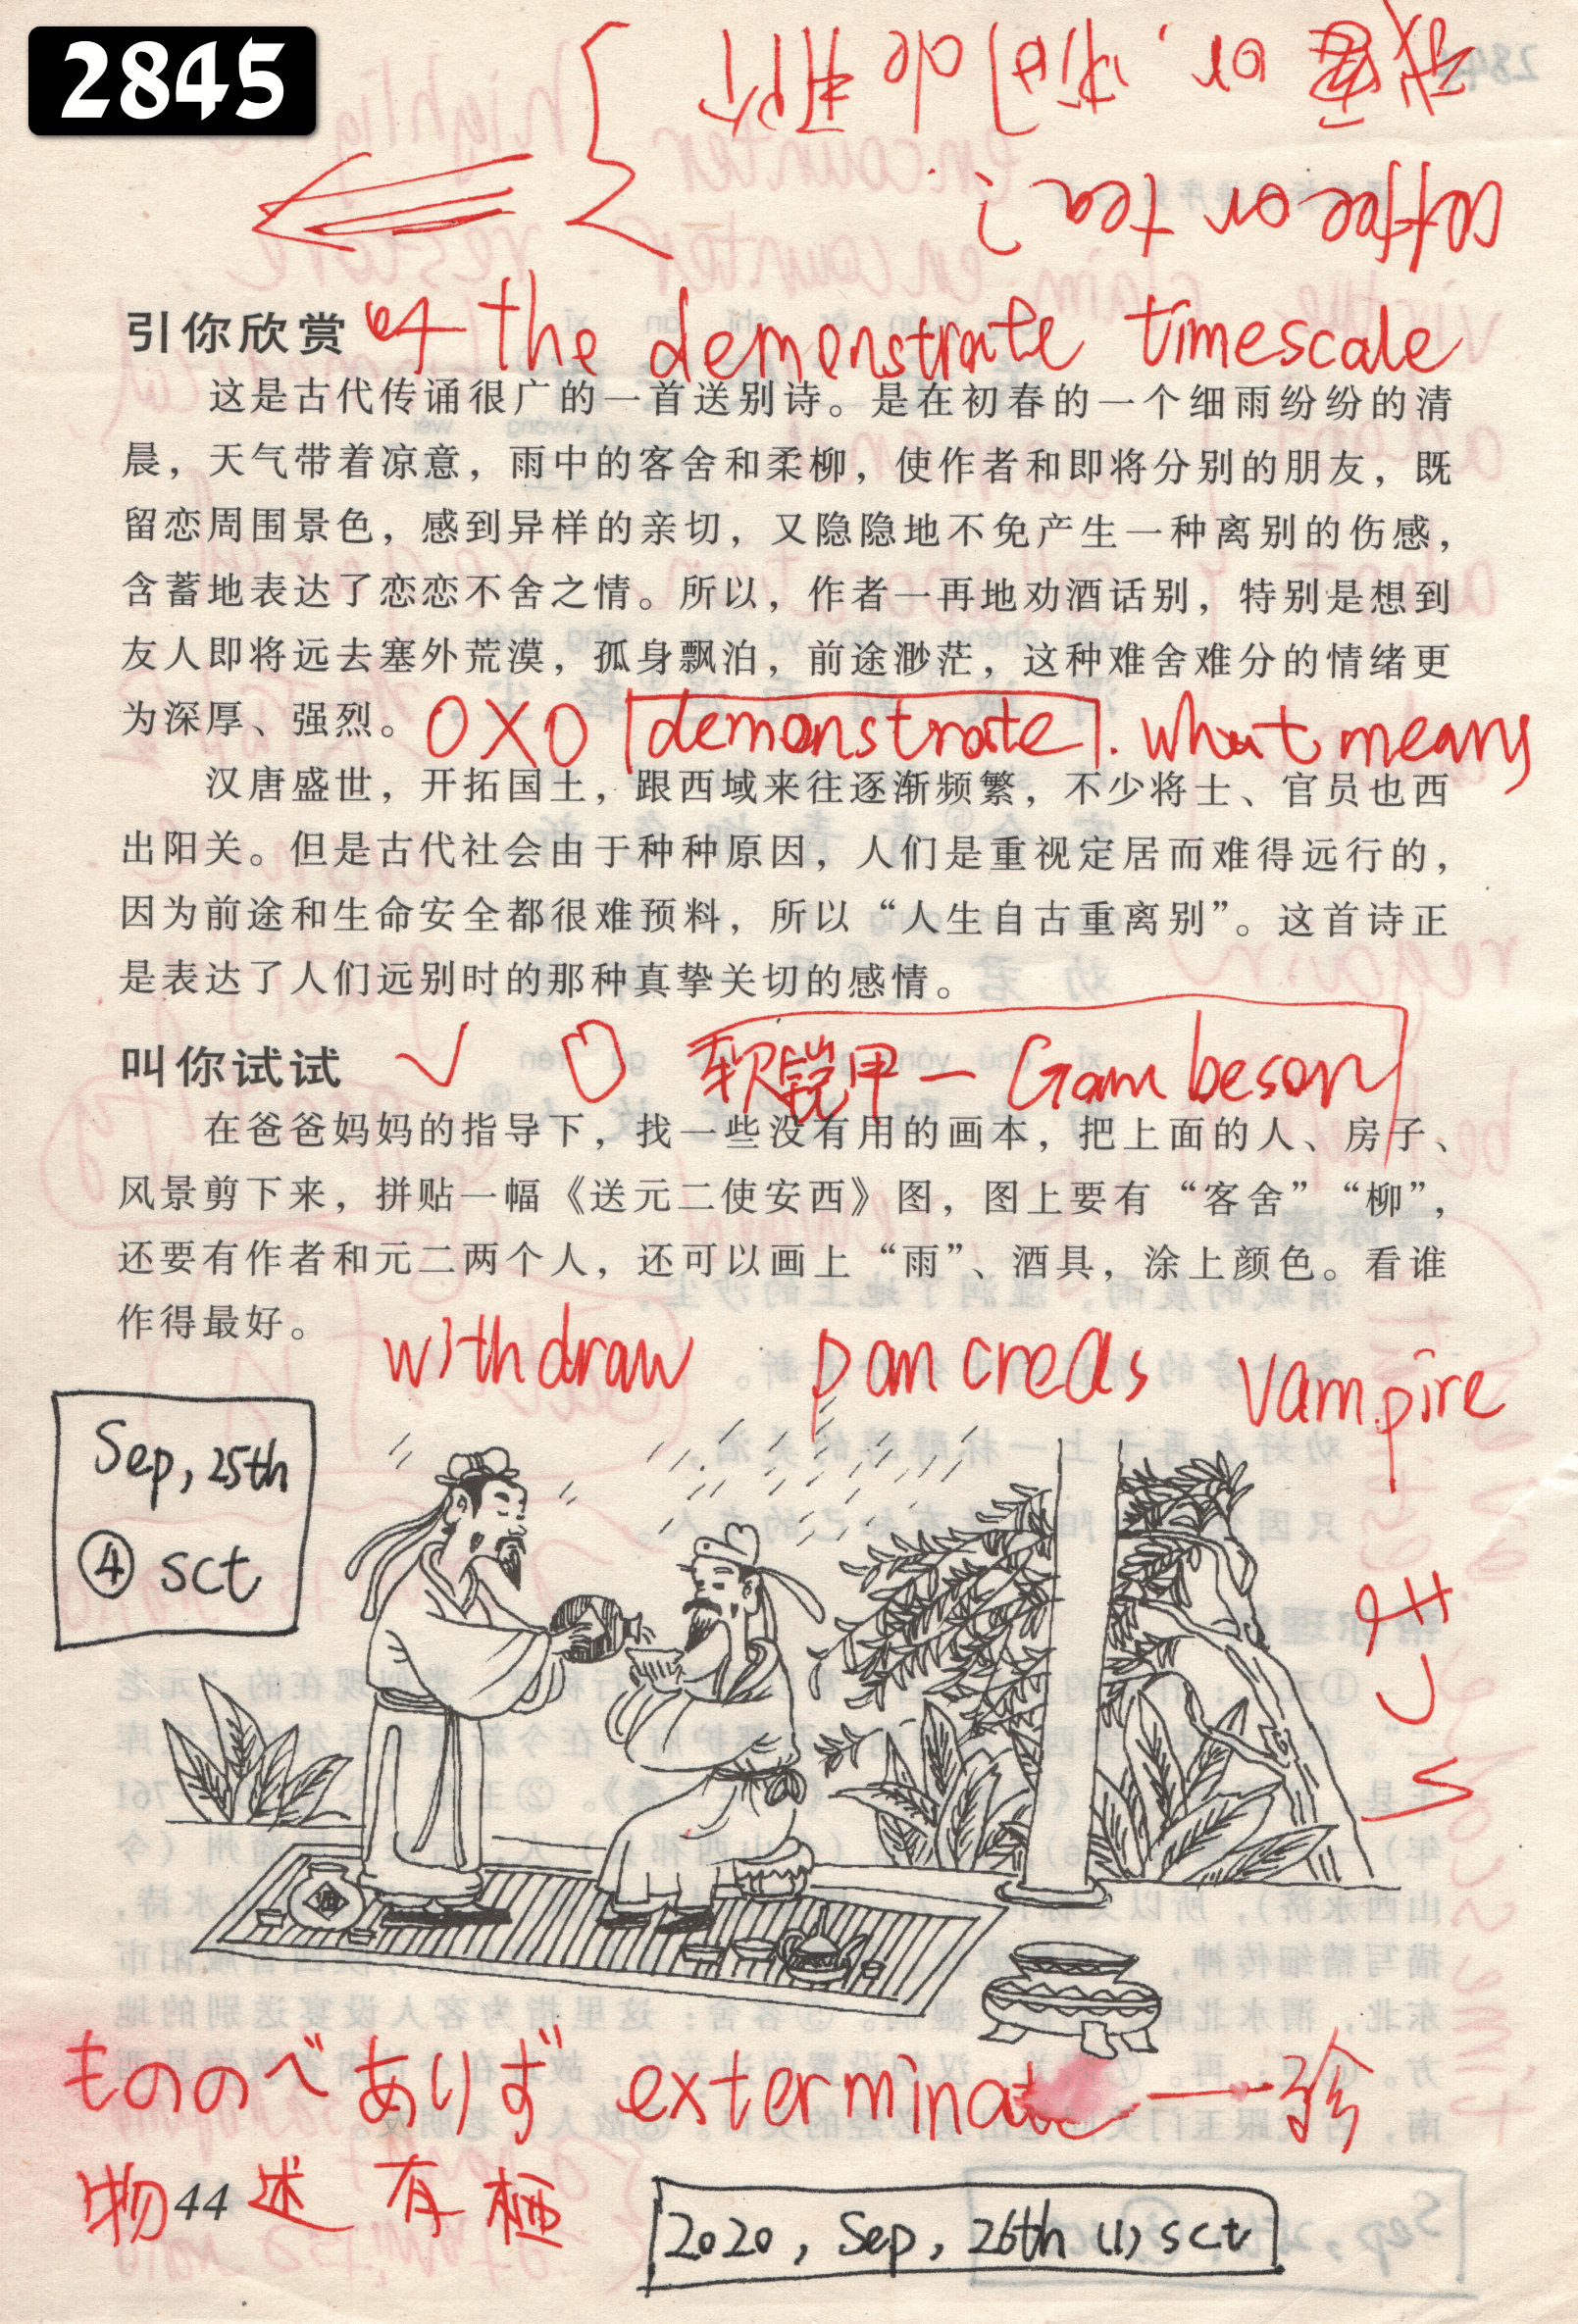 2845
coffee or tea?
引你欣赏 of the demonstrate timescale
这是古代传诵很广的一首送别诗。是在初春的一个细雨纷纷的清
晨，天气带着凉意，雨中的客舍和柔柳，使作者和即将分别的朋友，既
留恋周围景色，感到异样的亲切，又隐隐地不免产生一种离别的伤感，
含蓄地表达了恋恋不舍之情。所以，作者一再地劝酒话别，特别是想到
友人即将远去塞外荒漠，孤身飘泊，前途渺茫，这种难舍难分的情绪更
为深厚、强烈。 OXO demonstrate. what means
汉唐盛世，开拓国土，跟西域来往逐渐频繁，不少将士、官员也西
出阳关。但是古代社会由于种种原因，人们是重视定居而难得远行的，
因为前途和生命安全都很难预料，所以“人生自古重离别”。这首诗正
是表达了人们远别时的那种真挚关切的感情。
叫你试试 软铠甲－Gambeson
在爸爸妈妈的指导下，找一些没有用的画本，把上面的人、房子、
风景剪下来，拼贴一幅《送元二使安西》图，图上要有“客舍”“柳”，
还要有作者和元二两个人，还可以画上“雨”、酒具，涂上颜色。看谁
作得最好。
withdraw pancreas vampire
Sep, 25th
④ sct
酒
もののべありず exterminate —
物44述 有栖
2020, Sep, 26th (1) sct